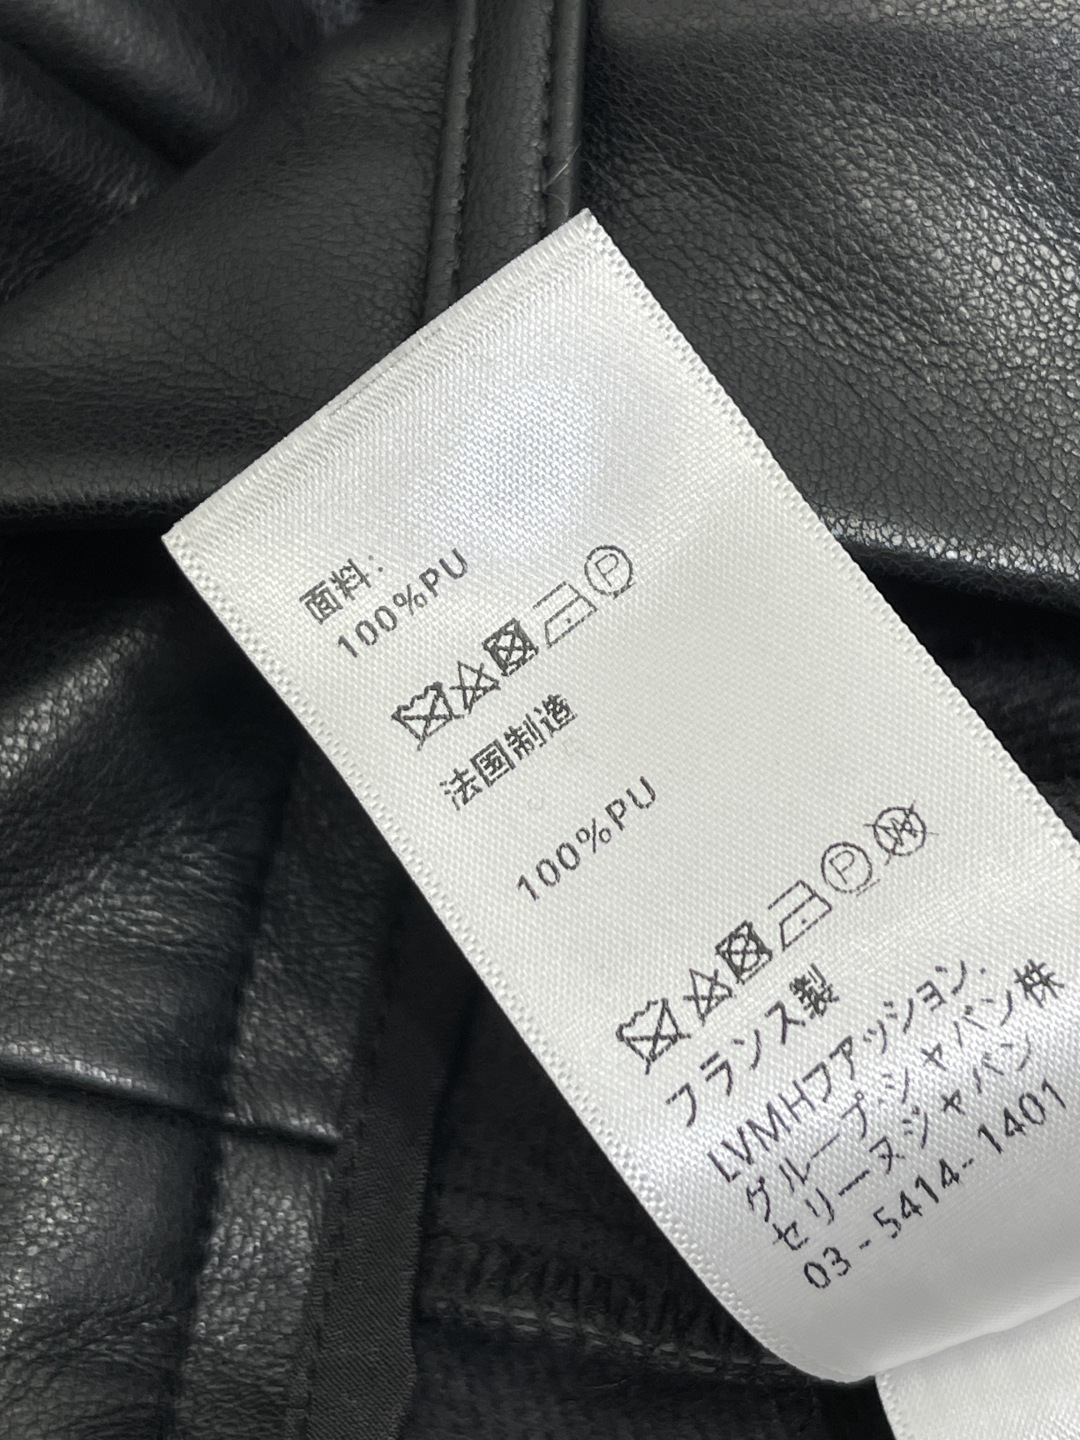 面料:
100%PU
P
法国制造
100%PU
P W
フランス製
LVMHファッション.
グループ・ジャパン株
セリーヌジャパン
03-5414-1401